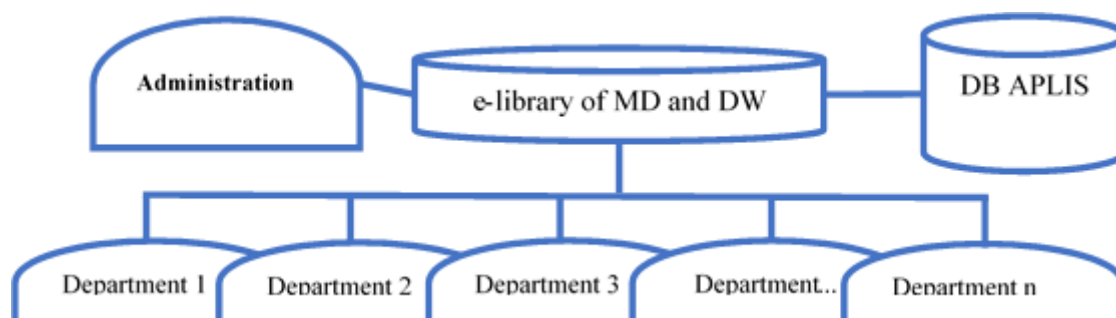 Administration
e-library of MD and DW
DB APLIS
Department 1
Department 2
Department 3
Department...
Department n